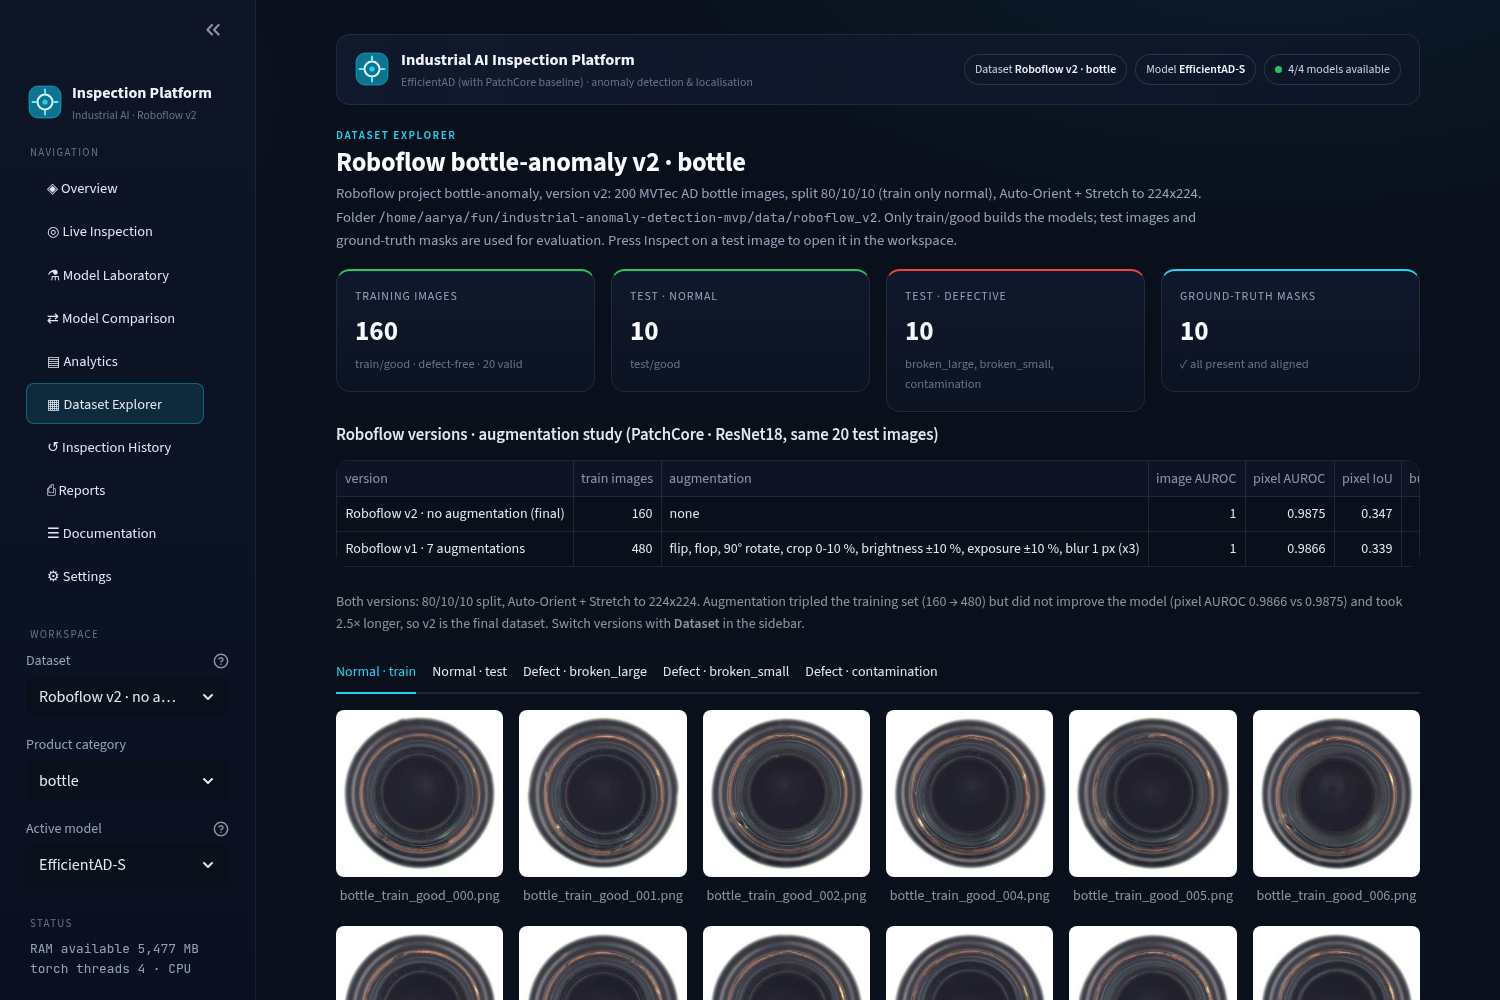 Inspection Platform
Industrial AI · Roboflow v2
NAVIGATION
◈ Overview
◎ Live Inspection
⚗ Model Laboratory
⇄ Model Comparison
▤ Analytics
▦ Dataset Explorer
↺ Inspection History
⎙ Reports
☰ Documentation
⚙ Settings
WORKSPACE
Dataset
Roboflow v2 · no a...
Product category
bottle
Active model
EfficientAD-S
STATUS
RAM available 5,477 MB
torch threads 4 · CPU
Industrial AI Inspection Platform
EfficientAD (with PatchCore baseline) · anomaly detection & localisation
Dataset Roboflow v2 · bottle
Model EfficientAD-S
4/4 models available
DATASET EXPLORER
Roboflow bottle-anomaly v2 · bottle
Roboflow project bottle-anomaly, version v2: 200 MVTec AD bottle images, split 80/10/10 (train only normal), Auto-Orient + Stretch to 224x224.
Folder /home/aarya/fun/industrial-anomaly-detection-mvp/data/roboflow_v2. Only train/good builds the models; test images and
ground-truth masks are used for evaluation. Press Inspect on a test image to open it in the workspace.
TRAINING IMAGES
160
train/good · defect-free · 20 valid
TEST · NORMAL
10
test/good
TEST · DEFECTIVE
10
broken_large, broken_small,
contamination
GROUND-TRUTH MASKS
10
✓ all present and aligned
Roboflow versions · augmentation study (PatchCore · ResNet18, same 20 test images)
version train images augmentation image AUROC pixel AUROC pixel IoU
Roboflow v2 · no augmentation (final) 160 none 1 0.9875 0.347
Roboflow v1 · 7 augmentations 480 flip, flop, 90° rotate, crop 0-10 %, brightness ±10 %, exposure ±10 %, blur 1 px (x3) 1 0.9866 0.339
Both versions: 80/10/10 split, Auto-Orient + Stretch to 224x224. Augmentation tripled the training set (160 → 480) but did not improve the model (pixel AUROC 0.9866 vs 0.9875) and took
2.5× longer, so v2 is the final dataset. Switch versions with Dataset in the sidebar.
Normal · train Normal · test Defect · broken_large Defect · broken_small Defect · contamination
bottle_train_good_000.png bottle_train_good_001.png bottle_train_good_002.png bottle_train_good_004.png bottle_train_good_005.png bottle_train_good_006.png